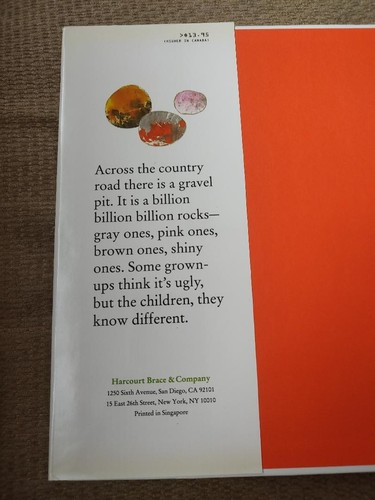 >$13.95
(HIGHER IN CANADA)
Across the country
road there is a gravel
pit. It is a billion
billion billion rocks—
gray ones, pink ones,
brown ones, shiny
ones. Some grown-
ups think it's ugly,
but the children, they
know different.
Harcourt Brace & Company
1250 Sixth Avenue, San Diego, CA 92101
15 East 26th Street, New York, NY 10010
Printed in Singapore